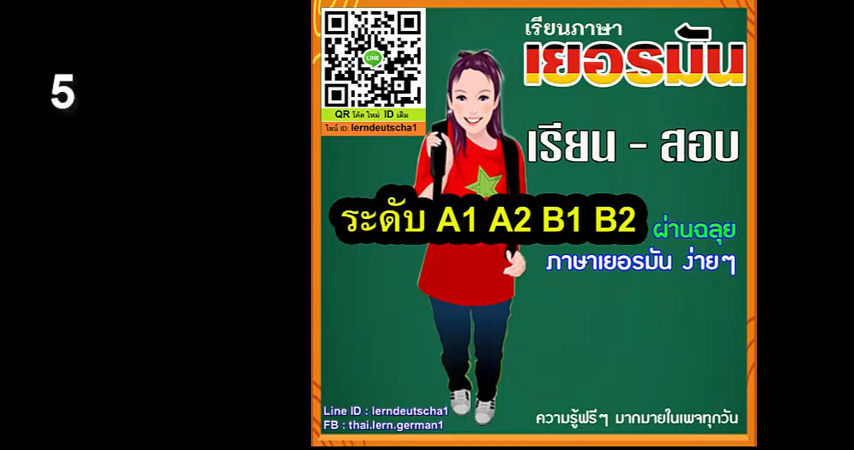 5
LINE
QR โค้ด ใหม่ ID เดิม
ไลน์ ID: lerndeutscha1
เรียนภาษา
เยอรมัน
เรียน - สอบ
ระดับ A1 A2 B1 B2
ผ่านฉลุย
ภาษาเยอรมัน ง่ายๆ
Line ID : lerndeutscha1
FB : thai.lern.german1
ความรู้ฟรีๆ มากมายในเพจทุกวัน